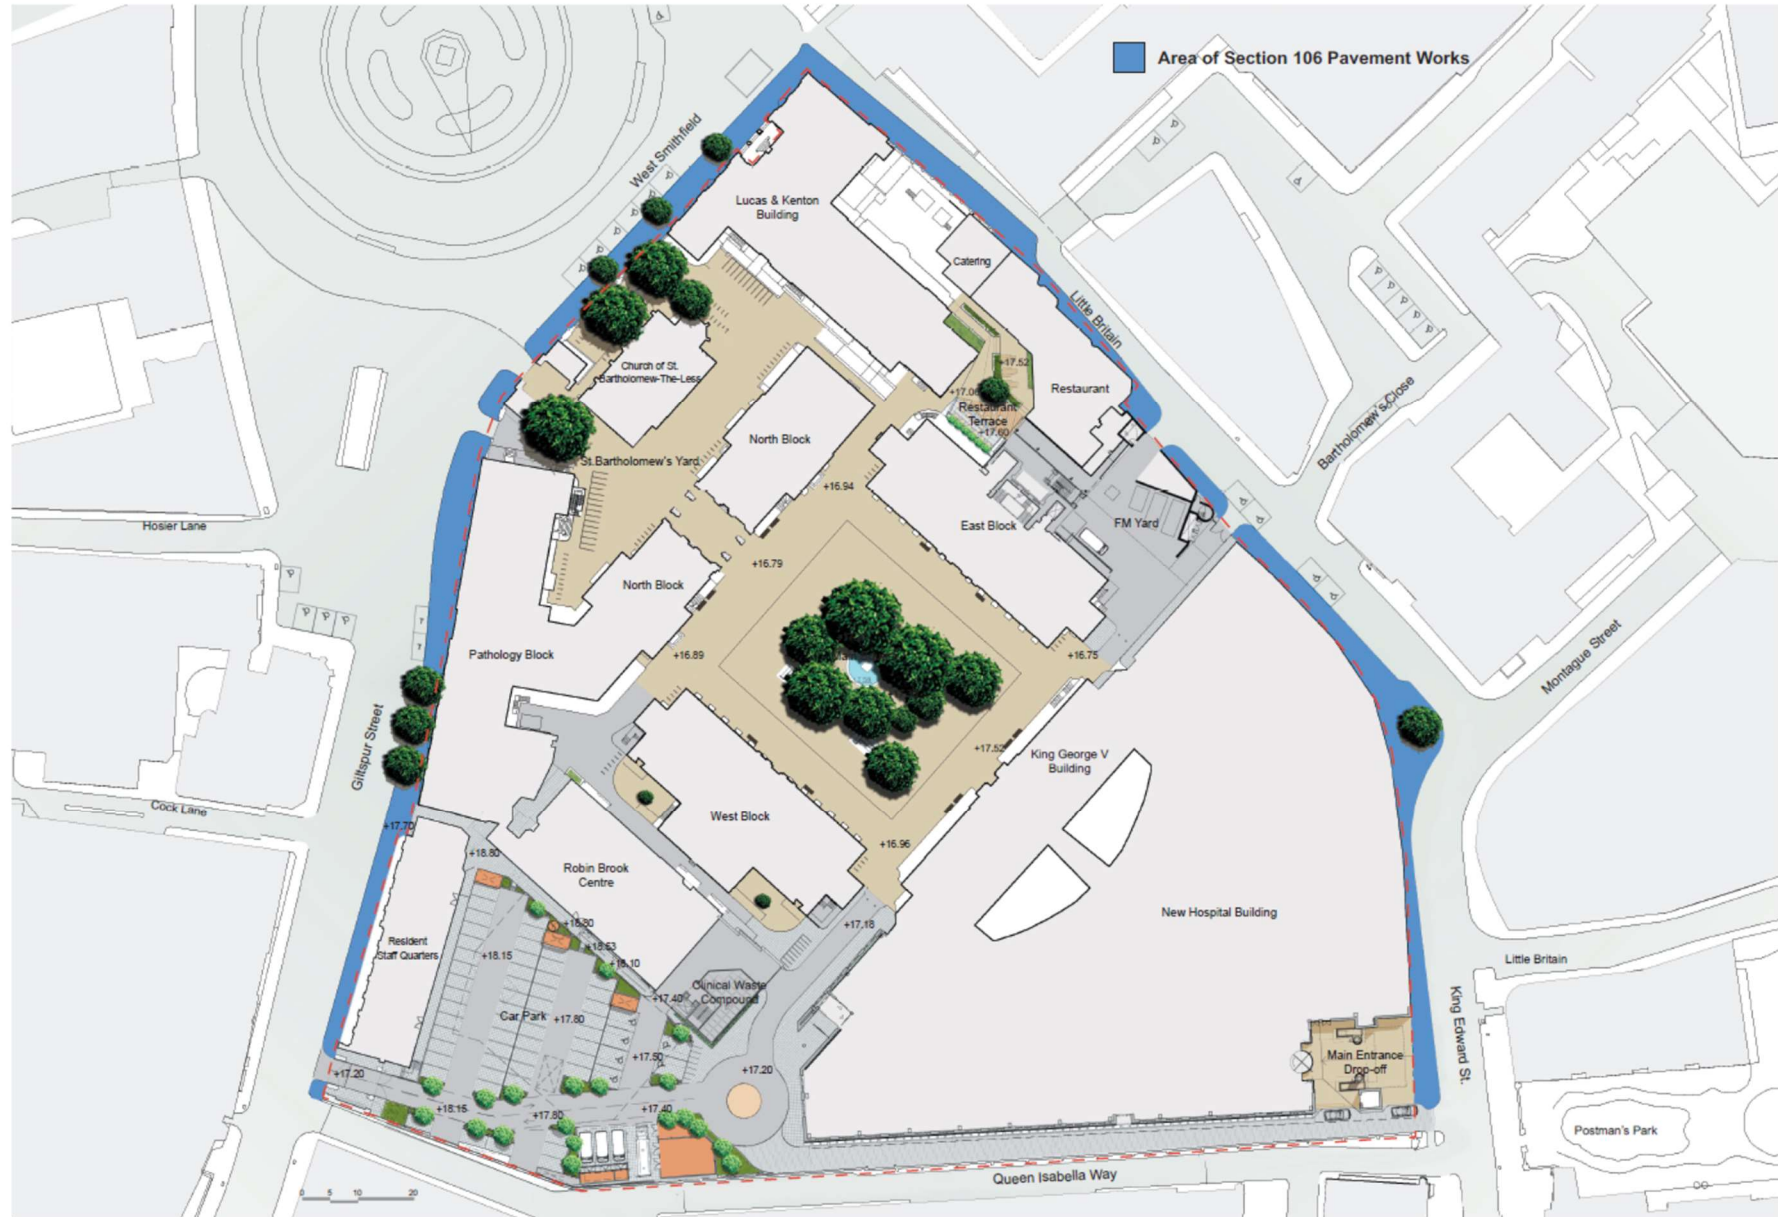 Area of Section 106 Pavement Works
West Smithfield
Lucas & Kenton
Building
Catering
Little Britain
Church of St.
Bartholomew-The-Less
+17.52
Restaurant
Restaurant
Terrace
+17.60
Bartholomew's Close
North Block
St.Bartholomew's Yard
+16.94
Hosier Lane
East Block
FM Yard
+16.79
North Block
Pathology Block
+16.89
+16.75
Montague Street
Giltspur Street
+17.52
King George V
Building
Cock Lane
+17.70
West Block
+16.96
+18.80
Robin Brook
Centre
New Hospital Building
+17.18
Resident
Staff Quarters
+18.15
+18.53
Little Britain
Clinical Waste
Compound
+17.40
Car Park
+17.80
King Edward St.
+17.50
Main Entrance
Drop-off
+17.20
+17.20
+18.15
+17.80
+17.40
Postman's Park
Queen Isabella Way
0 5 10 20